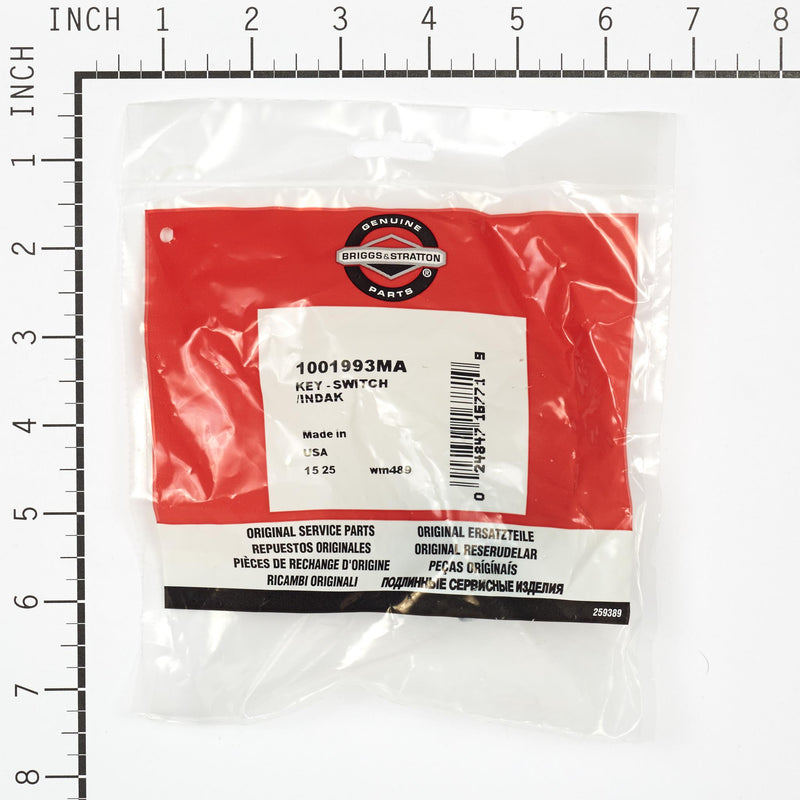 INCH 1 2 3 4 5 6 7 8
INCH
1
2
3
4
5
6
7
8
GENUINE
BRIGGS & STRATTON
®
PARTS
1001993MA
KEY - SWITCH
/INDAK
Made in
USA
15 25 wm489
0 24847 16771 9
ORIGINAL SERVICE PARTS
REPUESTOS ORIGINALES
PIÈCES DE RECHANGE D'ORIGINE
RICAMBI ORIGINALI
ORIGINAL ERSATZTEILE
ORIGINAL RESERUDELAR
PEÇAS ORIGÍNAIS
ПОДЛИННЫЕ СЕРВИСНЫЕ ИЗДЕЛИЯ
259389